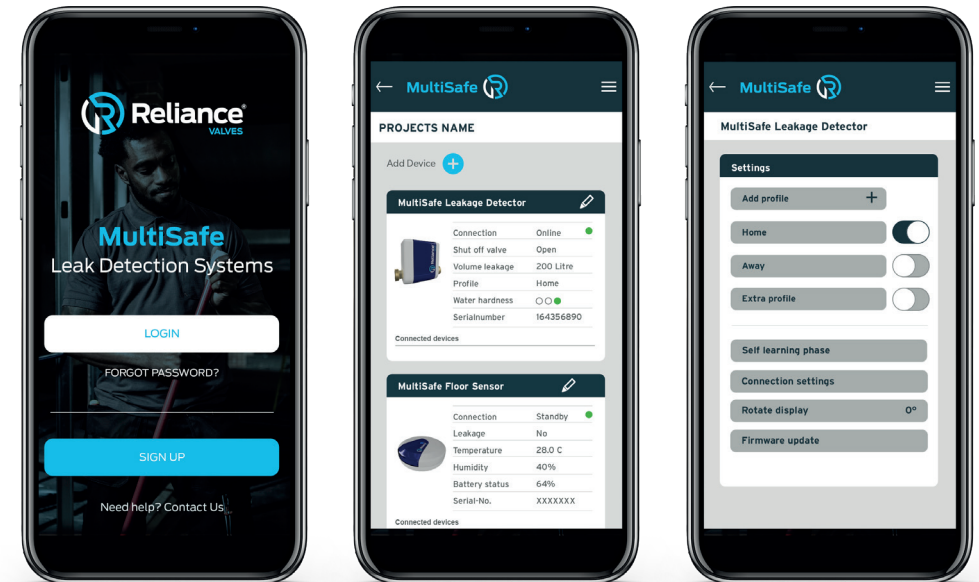 Reliance®
VALVES
MultiSafe
Leak Detection Systems
LOGIN
FORGOT PASSWORD?
SIGN UP
Need help? Contact Us
MultiSafe
PROJECTS NAME
Add Device +
MultiSafe Leakage Detector
Connection Online
Shut off valve Open
Volume leakage 200 Litre
Profile Home
Water hardness
Serialnumber 164356890
Connected devices
MultiSafe Floor Sensor
Connection Standby
Leakage No
Temperature 28.0 C
Humidity 40%
Battery status 64%
Serial-No. XXXXXXX
Connected devices
MultiSafe
MultiSafe Leakage Detector
Settings
Add profile +
Home
Away
Extra profile
Self learning phase
Connection settings
Rotate display 0°
Firmware update